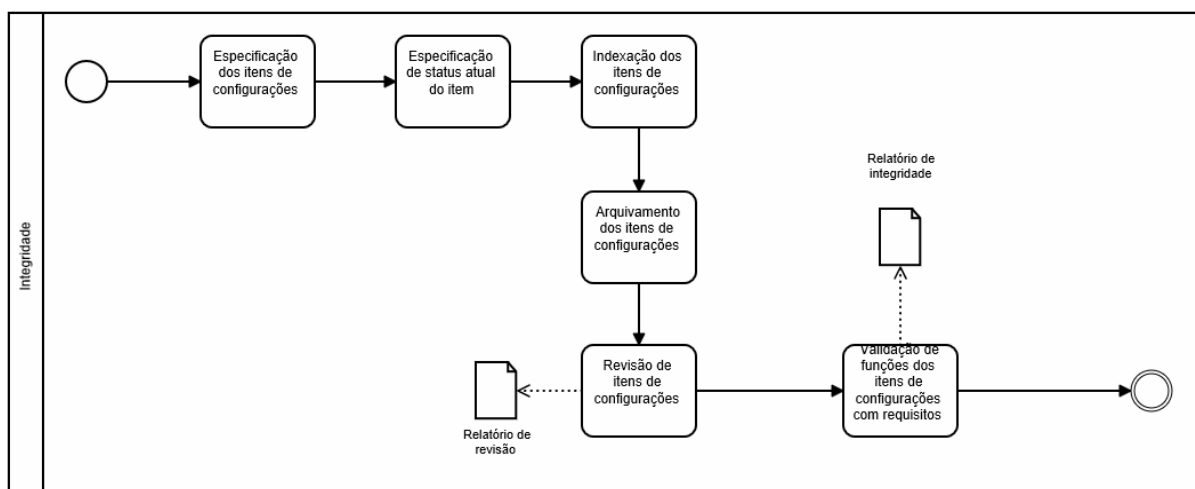 Integridade
Especificação
dos itens de
configurações
Especificação
de status atual
do item
Indexação dos
itens de
configurações
Arquivamento
dos itens de
configurações
Revisão de
itens de
configurações
Relatório de
revisão
Validação de
funções dos
itens de
configurações
com requisitos
Relatório de
integridade